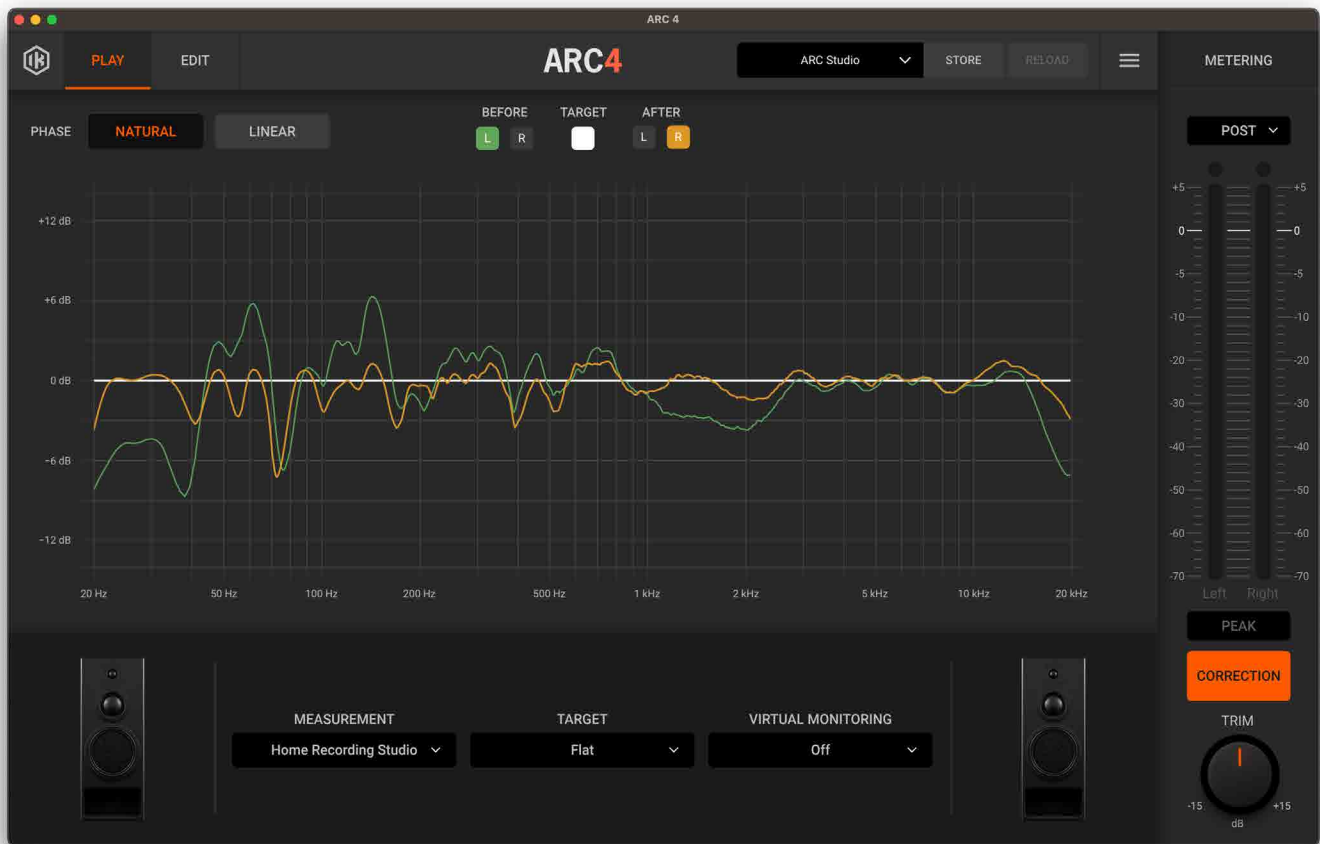 ARC 4
PLAY
EDIT
ARC4
ARC Studio
STORE
RELOAD
METERING
PHASE
NATURAL
LINEAR
BEFORE
L
R
TARGET
AFTER
L
R
POST
+12 dB
+6 dB
0 dB
-6 dB
-12 dB
20 Hz
50 Hz
100 Hz
200 Hz
500 Hz
1 kHz
2 kHz
5 kHz
10 kHz
20 kHz
+5 +5
0 0
-5 -5
-10 -10
-20 -20
-30 -30
-40 -40
-50 -50
-60 -60
-70 -70
Left Right
PEAK
CORRECTION
TRIM
-15 +15
dB
MEASUREMENT
Home Recording Studio
TARGET
Flat
VIRTUAL MONITORING
Off